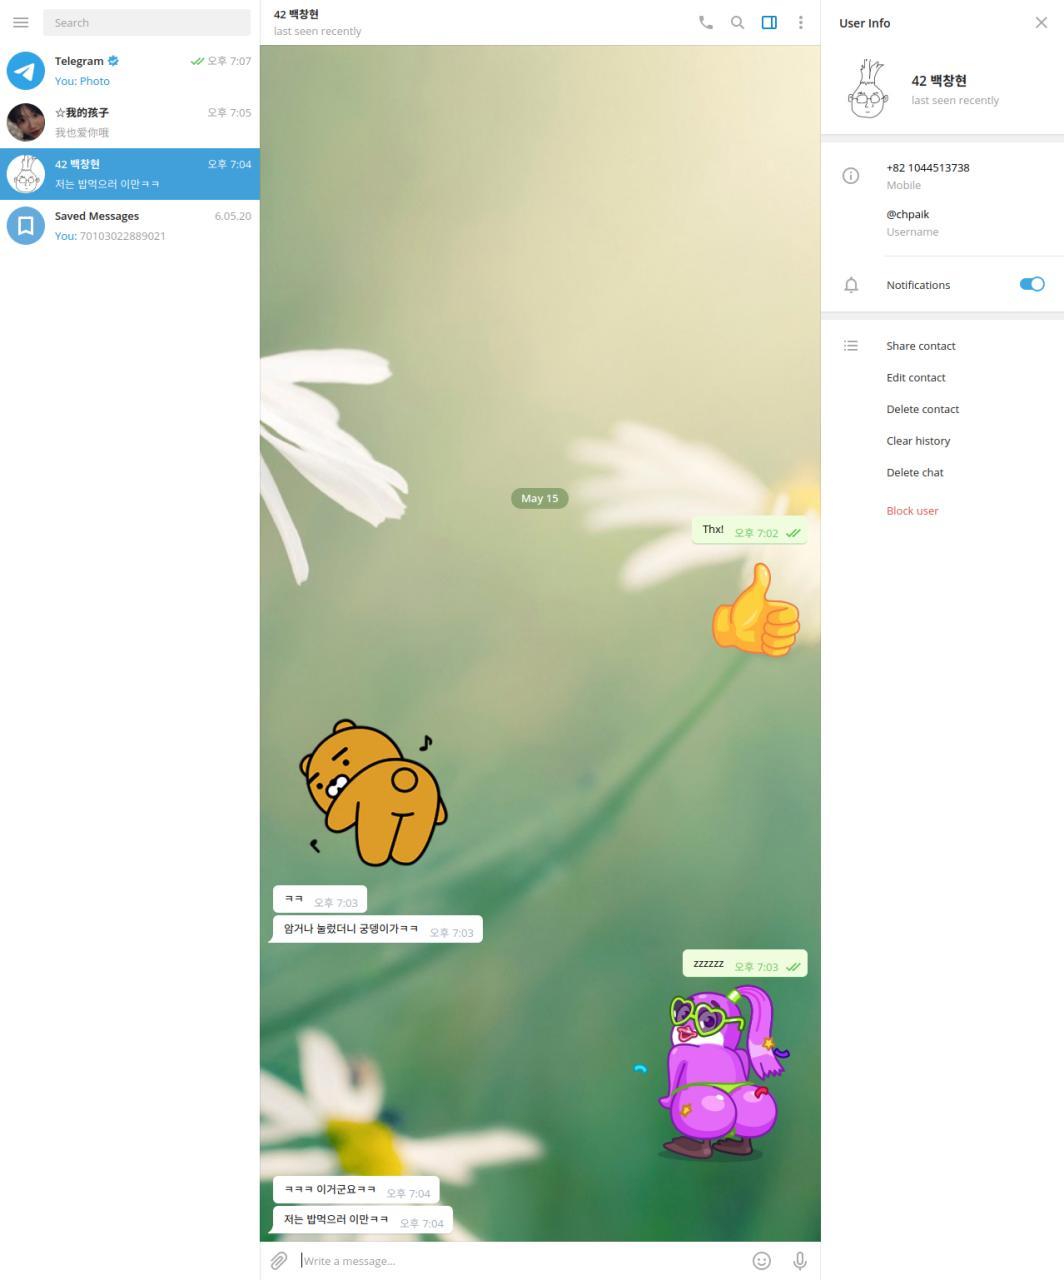 Search
Telegram 오후 7:07
You: Photo
☆我的孩子 오후 7:05
我也爱你哦
42 백창현 오후 7:04
저는 밥먹으러 이만ㅋㅋ
Saved Messages 6.05.20
You: 70103022889021
42 백창현
last seen recently
May 15
Thx! 오후 7:02
ㅋㅋ 오후 7:03
암거나 눌렀더니 궁뎅이가ㅋㅋ 오후 7:03
zzzzzz 오후 7:03
ㅋㅋㅋ 이거군요ㅋㅋ 오후 7:04
저는 밥먹으러 이만ㅋㅋ 오후 7:04
Write a message...
User Info
42 백창현
last seen recently
+82 1044513738
Mobile
@chpaik
Username
Notifications
Share contact
Edit contact
Delete contact
Clear history
Delete chat
Block user